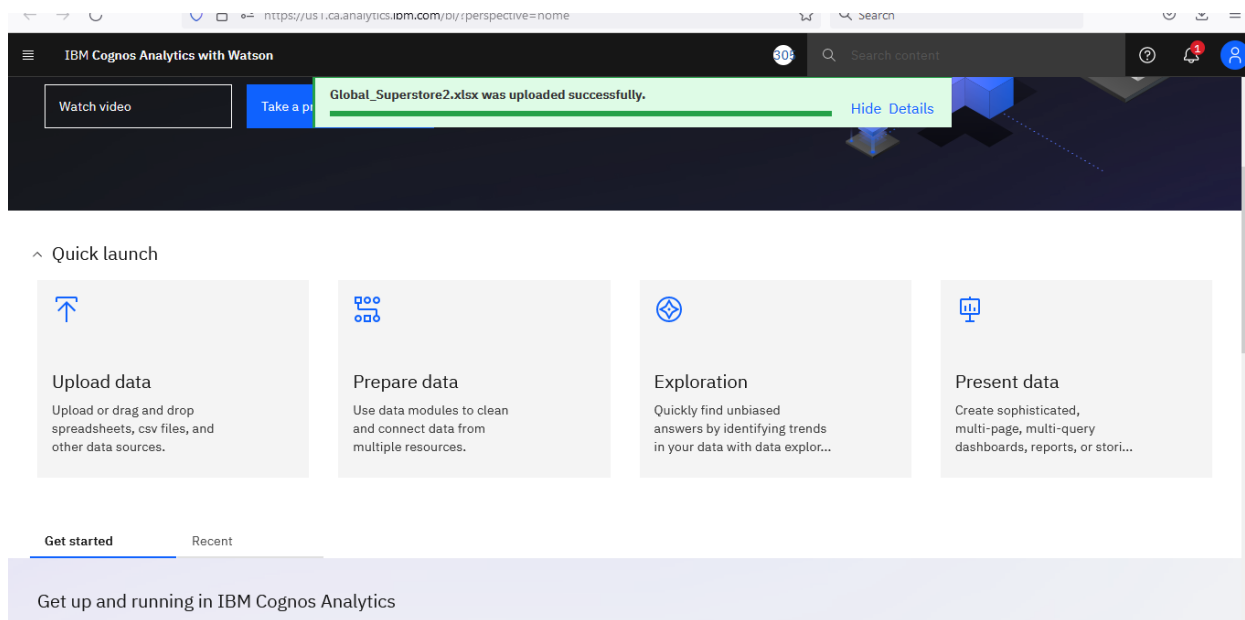 https://us1.ca.analytics.ibm.com/bi/?perspective=home
Search
IBM Cognos Analytics with Watson
305
Search content
1
Watch video
Take a
Global_Superstore2.xlsx was uploaded successfully.
Hide Details
Quick launch
Upload data
Upload or drag and drop
spreadsheets, csv files, and
other data sources.
Prepare data
Use data modules to clean
and connect data from
multiple resources.
Exploration
Quickly find unbiased
answers by identifying trends
in your data with data explor...
Present data
Create sophisticated,
multi-page, multi-query
dashboards, reports, or stori...
Get started
Recent
Get up and running in IBM Cognos Analytics